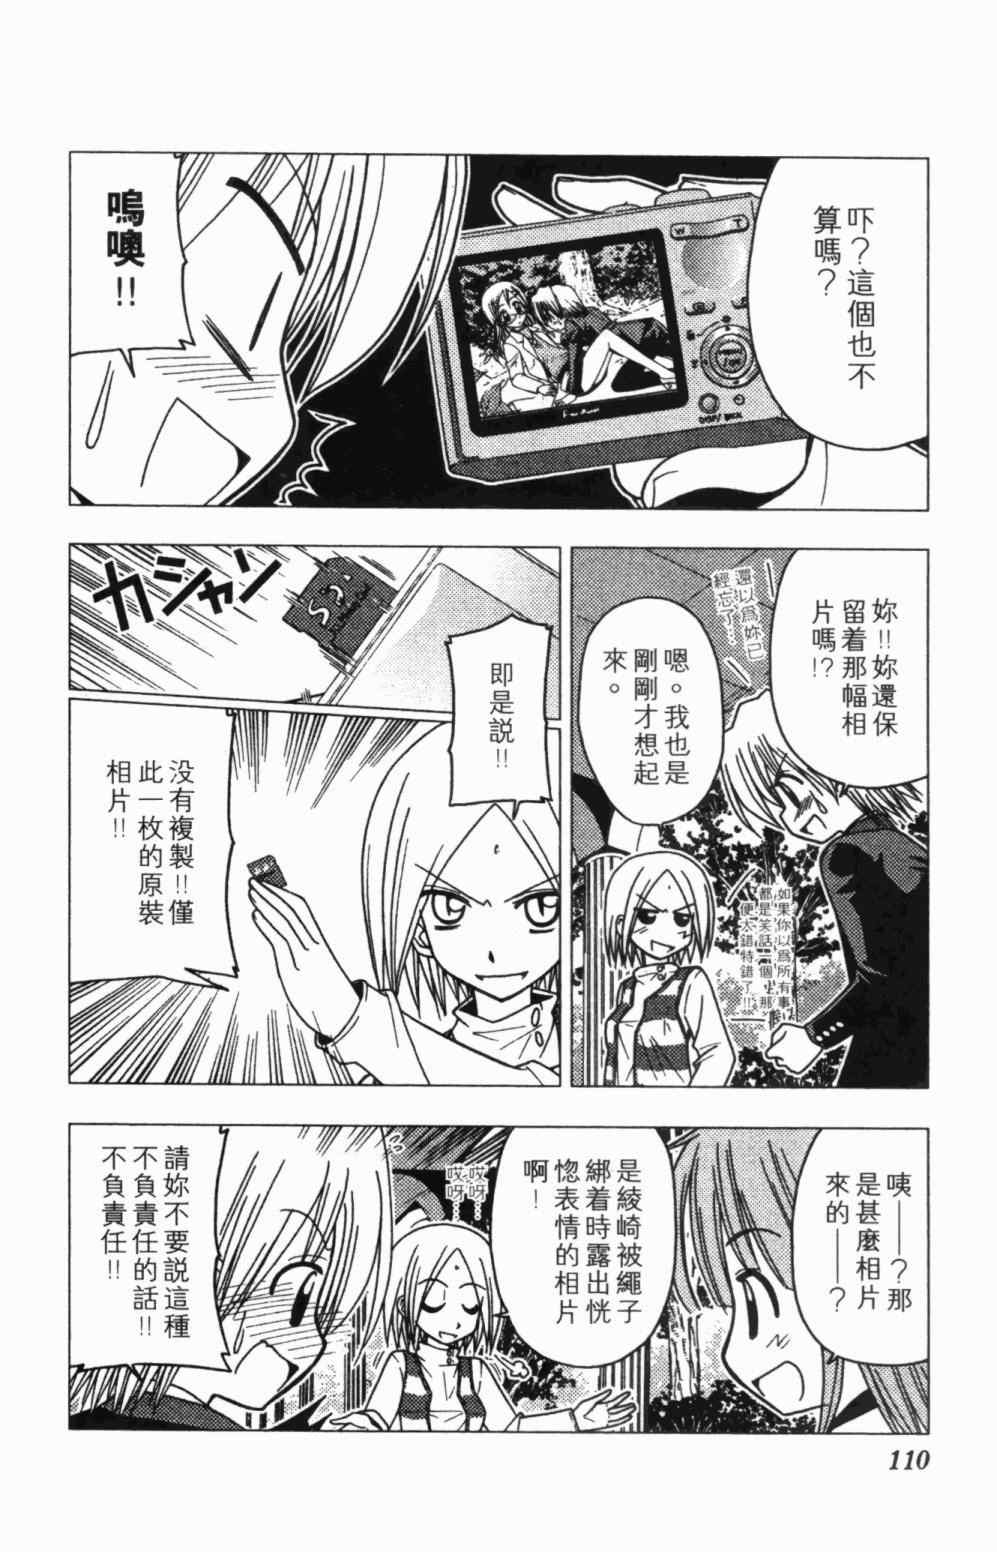 吓？這個也不
算嗎？
嗚噢!!
W T
妳!!妳還保
留着那幅相
片嗎!?
還以爲妳已
經忘了…
嗯。我也是
剛剛才想起
來。
如果你以爲所有事
都是笑話一個，那
便大錯特錯了!!
カシャン
即是説!!
没有複製!!僅
此一枚的原裝
相片!!
咦——？那
是甚麼相片
來的——？
是綾崎被繩子
綁着時露出恍
惚表情的相片
啊！
哎呀…
哎呀…
請妳不要説這種
不負責任的話!!
不負責任!!
110